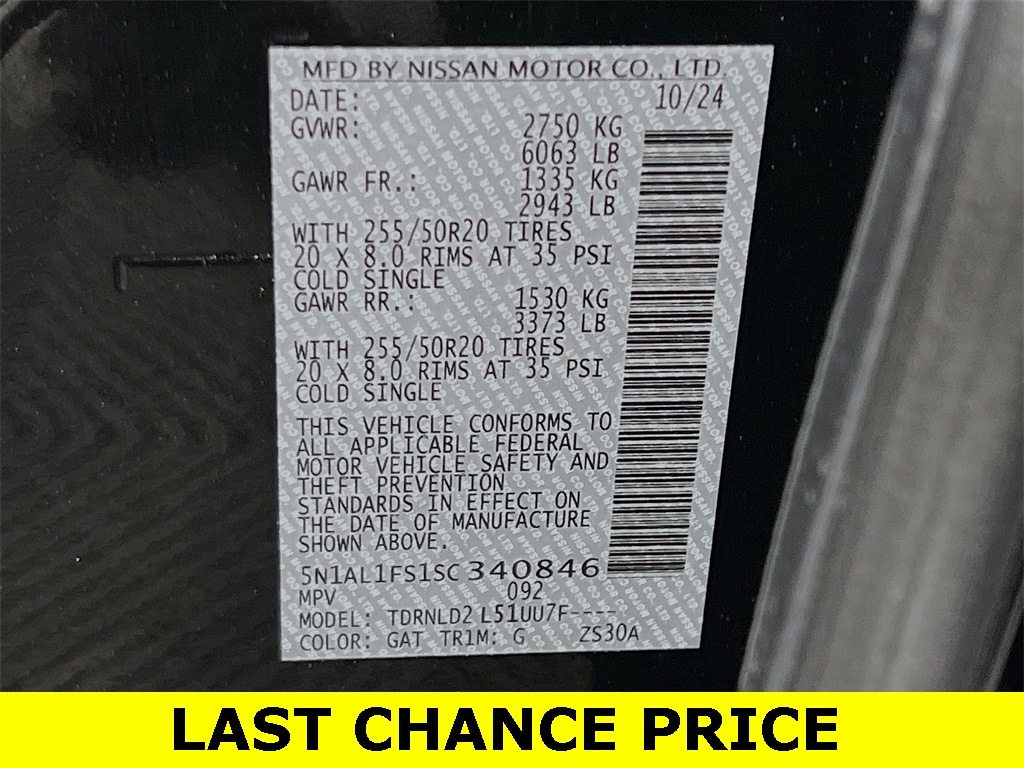 MFD BY NISSAN MOTOR CO., LTD.
DATE: 10/24
GVWR: 2750 KG
6063 LB
GAWR FR.: 1335 KG
2943 LB
WITH 255/50R20 TIRES
20 X 8.0 RIMS AT 35 PSI
COLD SINGLE
GAWR RR.: 1530 KG
3373 LB
WITH 255/50R20 TIRES
20 X 8.0 RIMS AT 35 PSI
COLD SINGLE
THIS VEHICLE CONFORMS TO
ALL APPLICABLE FEDERAL
MOTOR VEHICLE SAFETY AND
THEFT PREVENTION
STANDARDS IN EFFECT ON
THE DATE OF MANUFACTURE
SHOWN ABOVE.
5N1AL1FS1SC340846
MPV 092
MODEL: TDRNLD2 L51UU7F----
COLOR: GAT TR1M: G ZS30A
LAST CHANCE PRICE